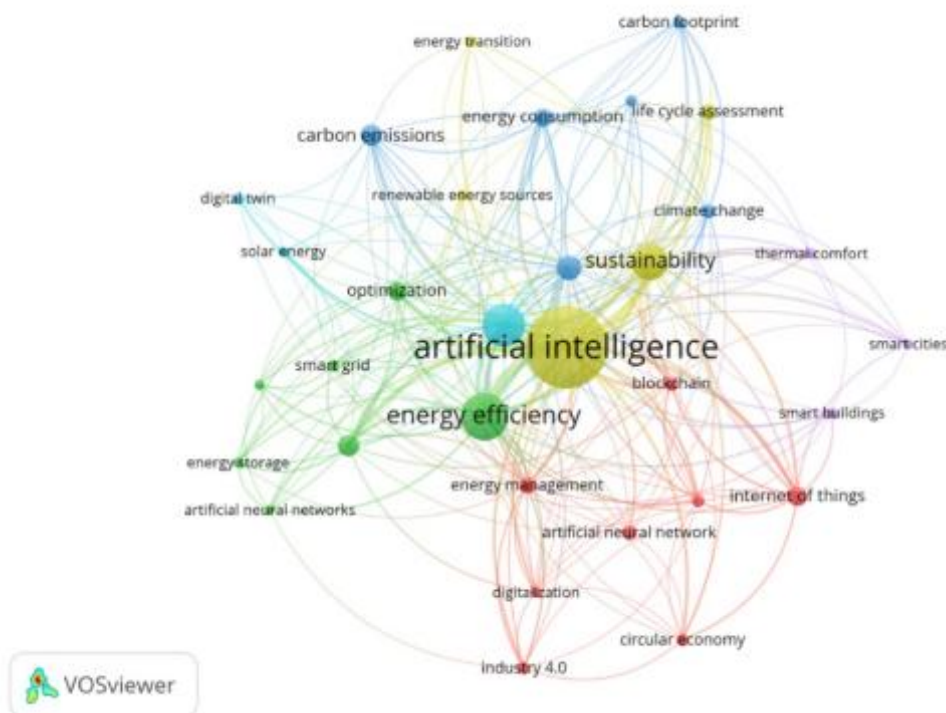 carbon footprint
energy transition
life cycle assessment
energy consumption
carbon emissions
digital twin
renewable energy sources
climate change
solar energy
sustainability
thermal comfort
optimization
artificial intelligence
smart cities
smart grid
blockchain
energy efficiency
smart buildings
energy storage
energy management
internet of things
artificial neural networks
artificial neural network
digitalization
circular economy
industry 4.0
VOSviewer